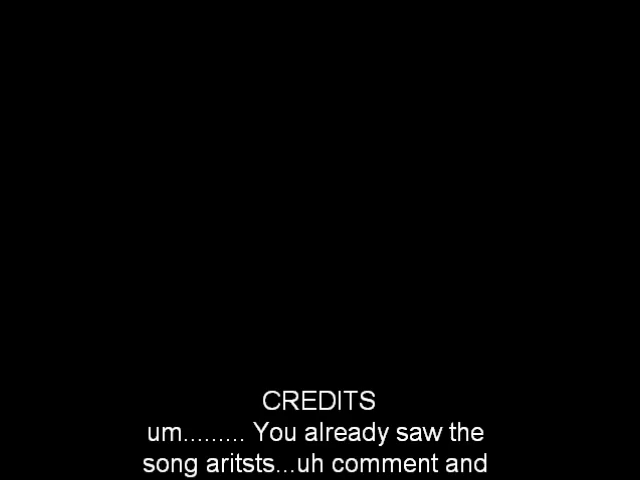 CREDITS
um......... You already saw the
song aritsts...uh comment and